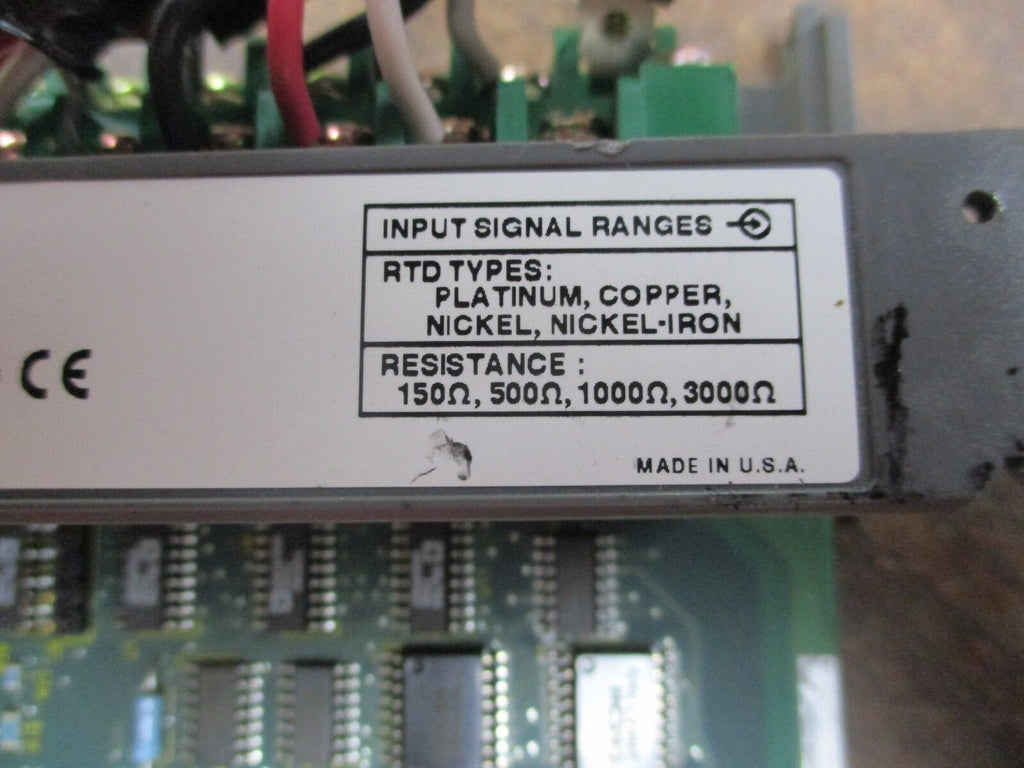 INPUT SIGNAL RANGES
RTD TYPES:
PLATINUM, COPPER,
NICKEL, NICKEL-IRON
RESISTANCE :
150Ω, 500Ω, 1000Ω, 3000Ω
CE
MADE IN U.S.A.